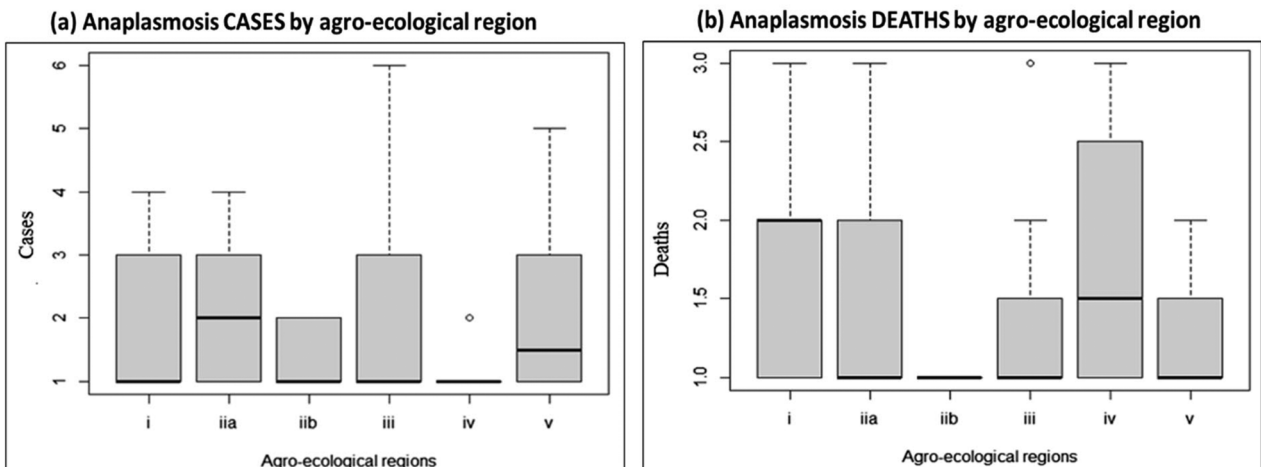 (a) Anaplasmosis CASES by agro-ecological region
6
5
4
3
2
1
Cases
i iia iib iii iv v
Agro-ecological regions
(b) Anaplasmosis DEATHS by agro-ecological region
3.0
2.5
2.0
1.5
1.0
Deaths
i iia iib iii iv v
Agro-ecological regions